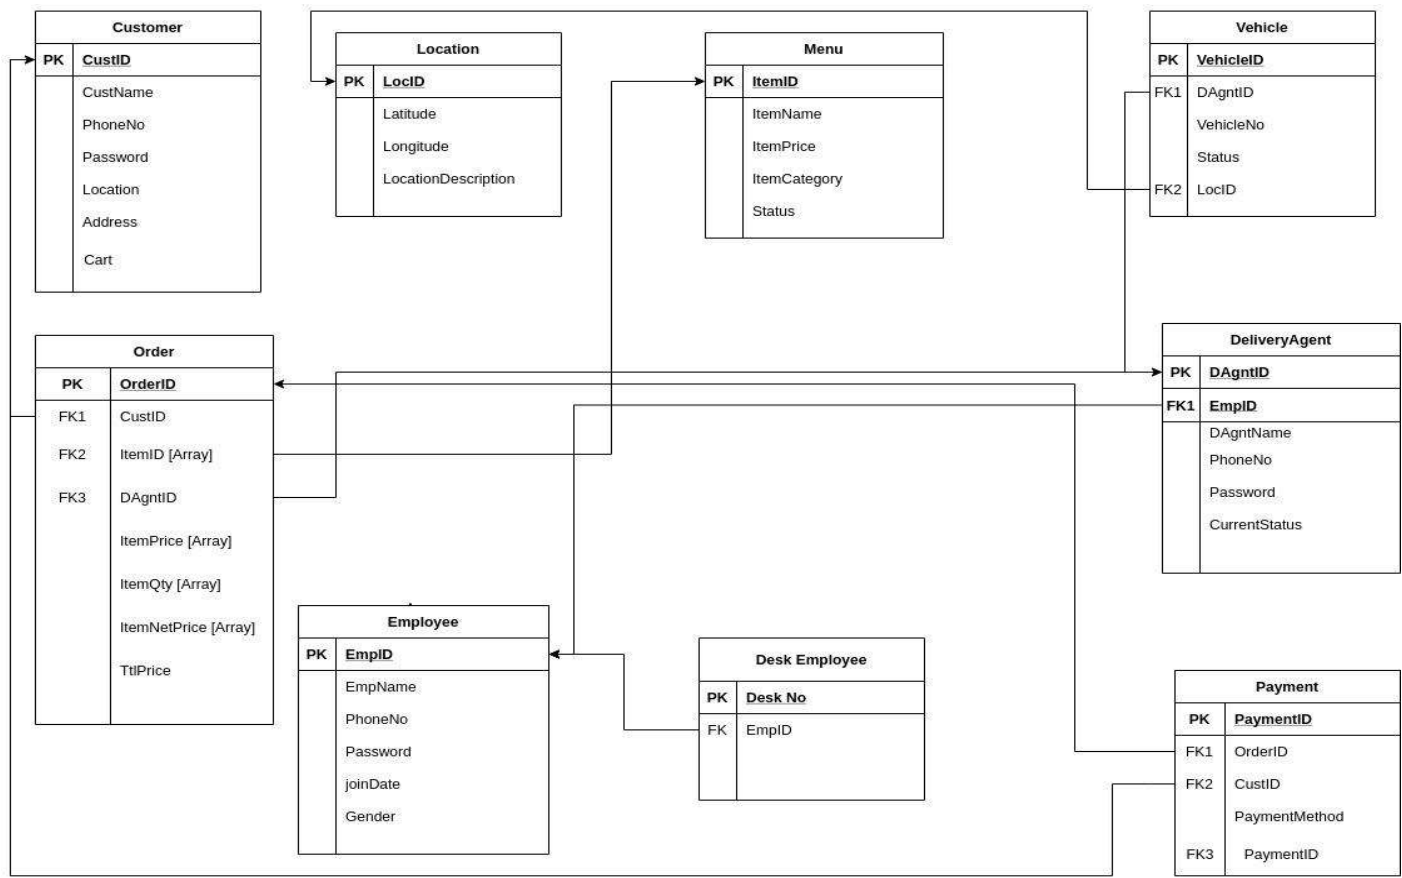 Customer
PK CustID
CustName
PhoneNo
Password
Location
Address
Cart
Location
PK LocID
Latitude
Longitude
LocationDescription
Menu
PK ItemID
ItemName
ItemPrice
ItemCategory
Status
Vehicle
PK VehicleID
FK1 DAgntID
VehicleNo
Status
FK2 LocID
Order
PK OrderID
FK1 CustID
FK2 ItemID [Array]
FK3 DAgntID
ItemPrice [Array]
ItemQty [Array]
ItemNetPrice [Array]
TtlPrice
DeliveryAgent
PK DAgntID
FK1 EmpID
DAgntName
PhoneNo
Password
CurrentStatus
Employee
PK EmpID
EmpName
PhoneNo
Password
joinDate
Gender
Desk Employee
PK Desk No
FK EmpID
Payment
PK PaymentID
FK1 OrderID
FK2 CustID
PaymentMethod
FK3 PaymentID